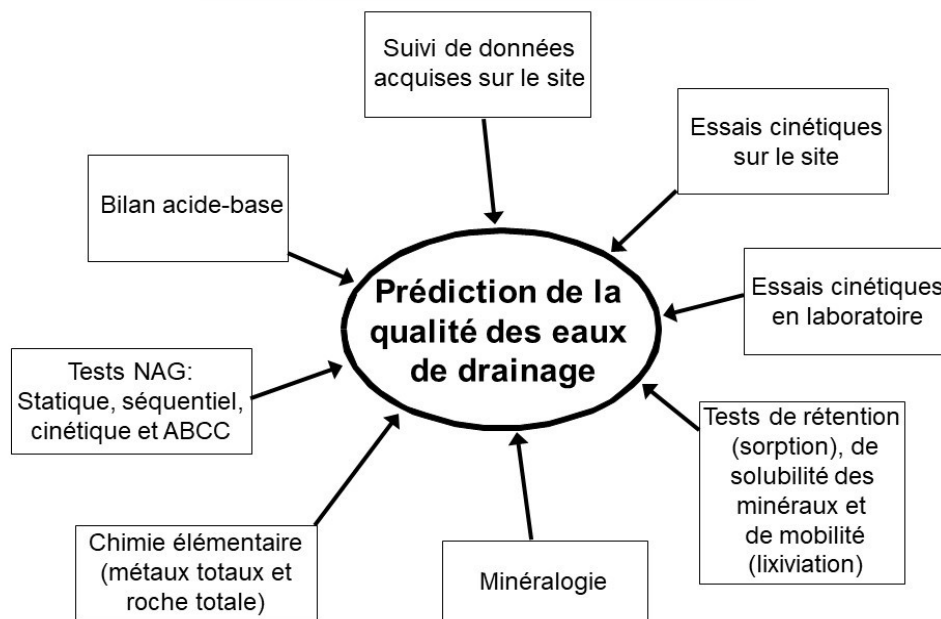 Suivi de données
acquises sur le site
Essais cinétiques
sur le site
Bilan acide-base
Prédiction de la
qualité des eaux
de drainage
Essais cinétiques
en laboratoire
Tests NAG:
Statique, séquentiel,
cinétique et ABCC
Tests de rétention
(sorption), de
solubilité des
minéraux et
de mobilité
(lixiviation)
Chimie élémentaire
(métaux totaux et
roche totale)
Minéralogie